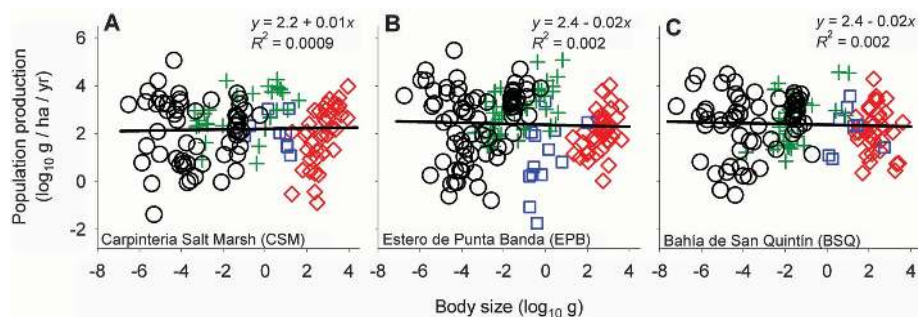 A
y = 2.2 + 0.01x
R² = 0.0009
B
y = 2.4 - 0.02x
R² = 0.002
C
y = 2.4 - 0.02x
R² = 0.002
Population production
(log₁₀ g / ha / yr)
6
4
2
0
-2
Carpinteria Salt Marsh (CSM)
Estero de Punta Banda (EPB)
Bahía de San Quintín (BSQ)
-8 -6 -4 -2 0 2 4 -8 -6 -4 -2 0 2 4 -8 -6 -4 -2 0 2 4
Body size (log₁₀ g)